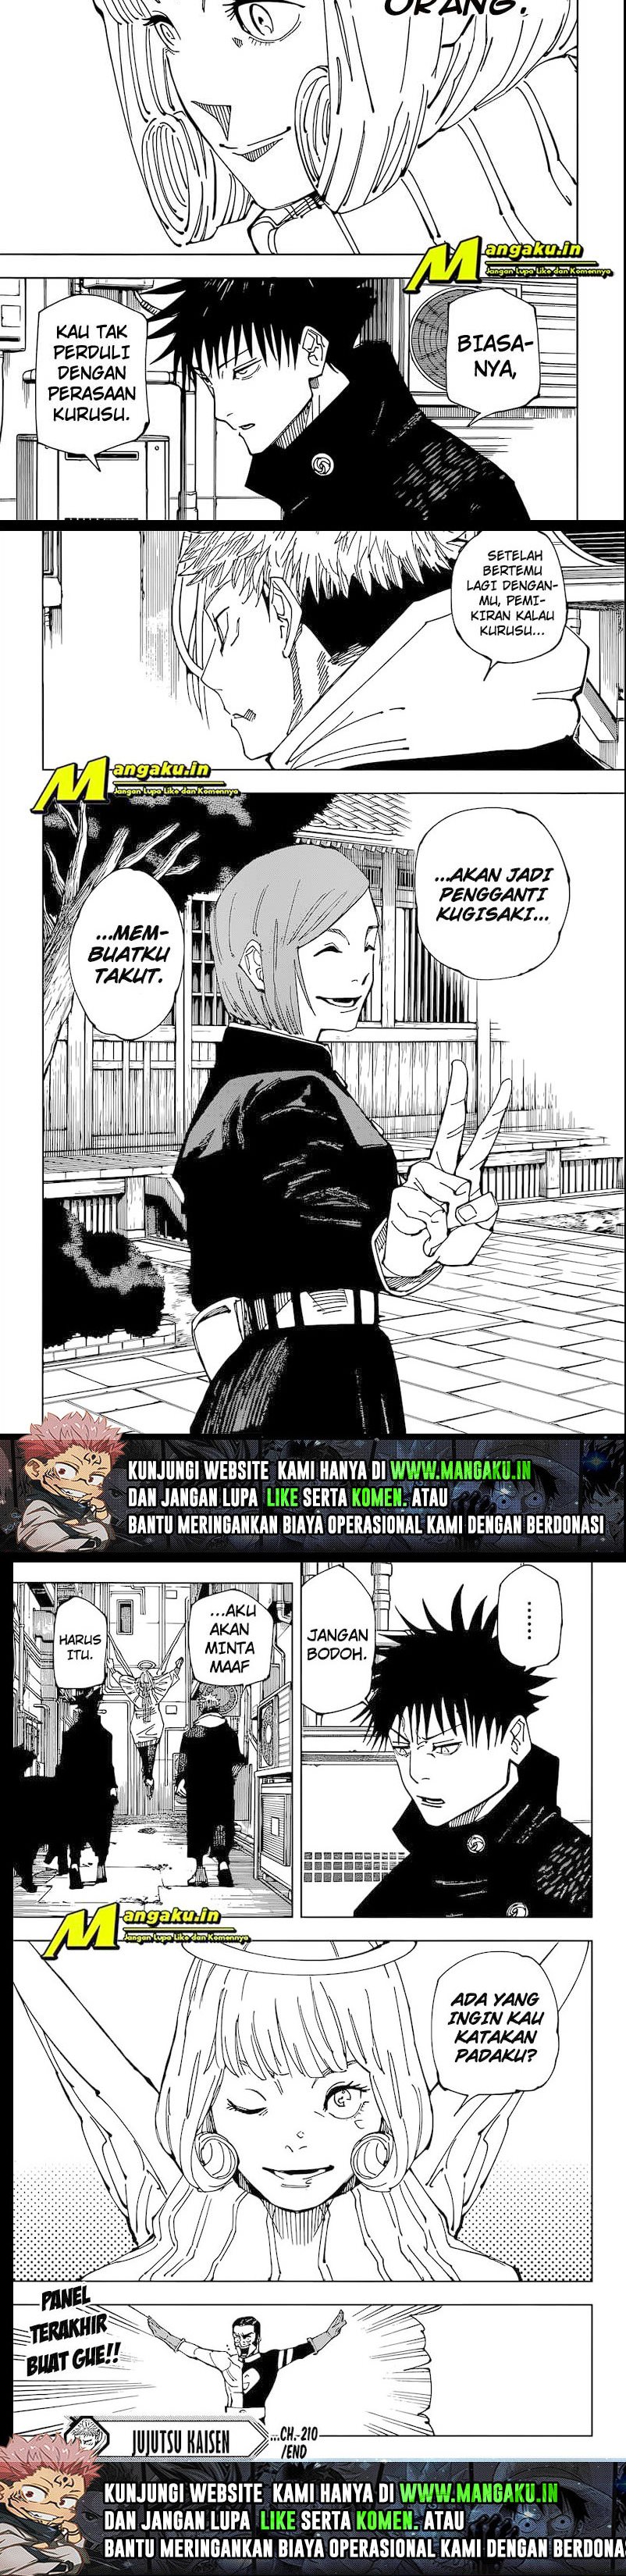 ORANG.
Mangaku.in
Jangan Lupa Like dan Komennya
BIASA-
NYA,
KAU TAK
PERDULI
DENGAN
PERASAAN
KURUSU.
SETELAH
BERTEMU
LAGI DENGAN-
MU, PEMI-
KIRAN KALAU
KURUSU...
Mangaku.in
Jangan Lupa Like dan Komennya
...AKAN JADI
PENGGANTI
KUGISAKI...
...MEM-
BUATKU
TAKUT.
KUNJUNGI WEBSITE KAMI HANYA DI WWW.MANGAKU.IN
DAN JANGAN LUPA LIKE SERTA KOMEN. ATAU
BANTU MERINGANKAN BIAYA OPERASIONAL KAMI DENGAN BERDONASI
......
JANGAN
BODOH.
...AKU
AKAN
MINTA
MAAF
HARUS
ITU.
Mangaku.in
Jangan Lupa Like dan Komennya
ADA YANG
INGIN KAU
KATAKAN
PADAKU?
PANEL
TERAKHIR
BUAT GUE!!
JUJUTSU KAISEN
...CH.-210
/END
KUNJUNGI WEBSITE KAMI HANYA DI WWW.MANGAKU.IN
DAN JANGAN LUPA LIKE SERTA KOMEN. ATAU
BANTU MERINGANKAN BIAYA OPERASIONAL KAMI DENGAN BERDONAS